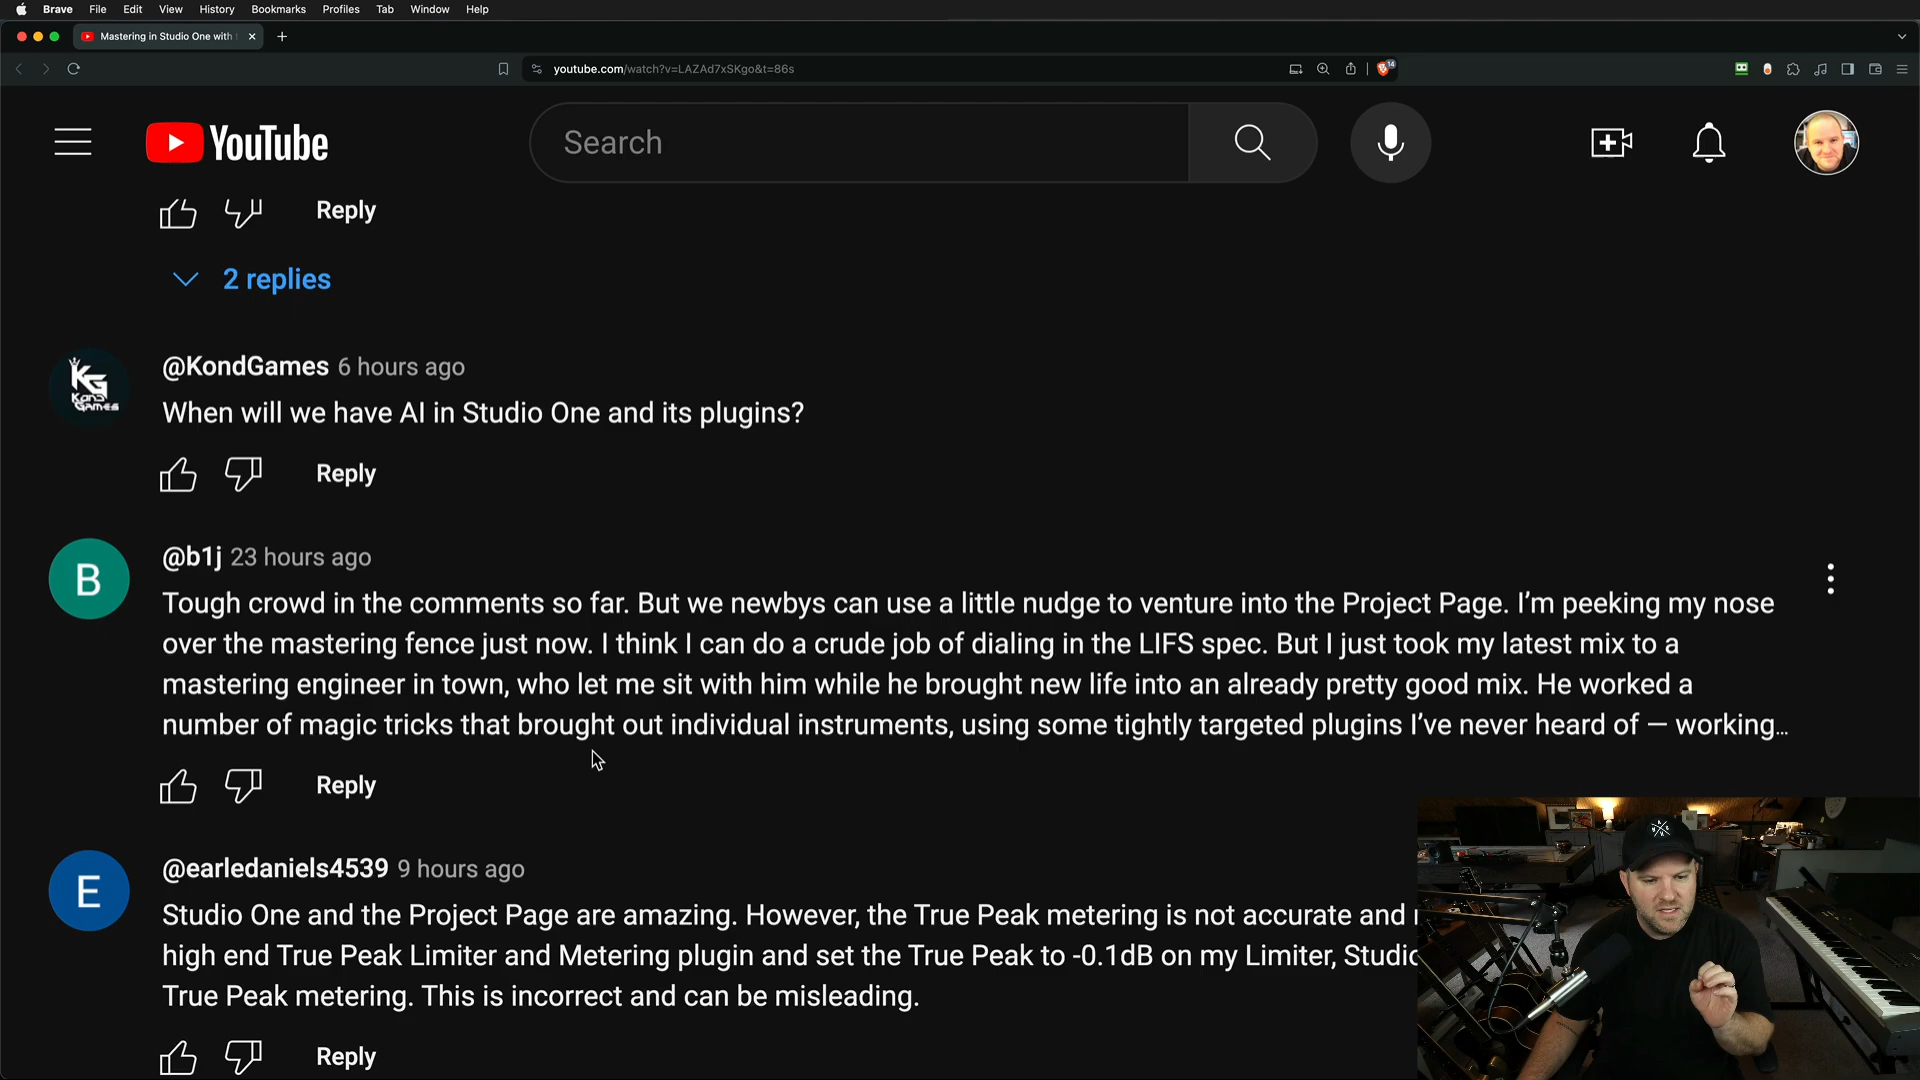 Brave File Edit View History Bookmarks Profiles Tab Window Help
Mastering in Studio One with
youtube.com/watch?v=LAZAd7xSKgo&t=86s
14
YouTube
Search
Reply
2 replies
KG
KOND
GAMES
@KondGames 6 hours ago
When will we have AI in Studio One and its plugins?
Reply
B
@b1j 23 hours ago
Tough crowd in the comments so far. But we newbys can use a little nudge to venture into the Project Page. I’m peeking my nose
over the mastering fence just now. I think I can do a crude job of dialing in the LIFS spec. But I just took my latest mix to a
mastering engineer in town, who let me sit with him while he brought new life into an already pretty good mix. He worked a
number of magic tricks that brought out individual instruments, using some tightly targeted plugins I’ve never heard of — working...
Reply
E
@earledaniels4539 9 hours ago
Studio One and the Project Page are amazing. However, the True Peak metering is not accurate and
high end True Peak Limiter and Metering plugin and set the True Peak to -0.1dB on my Limiter, Studio
True Peak metering. This is incorrect and can be misleading.
Reply